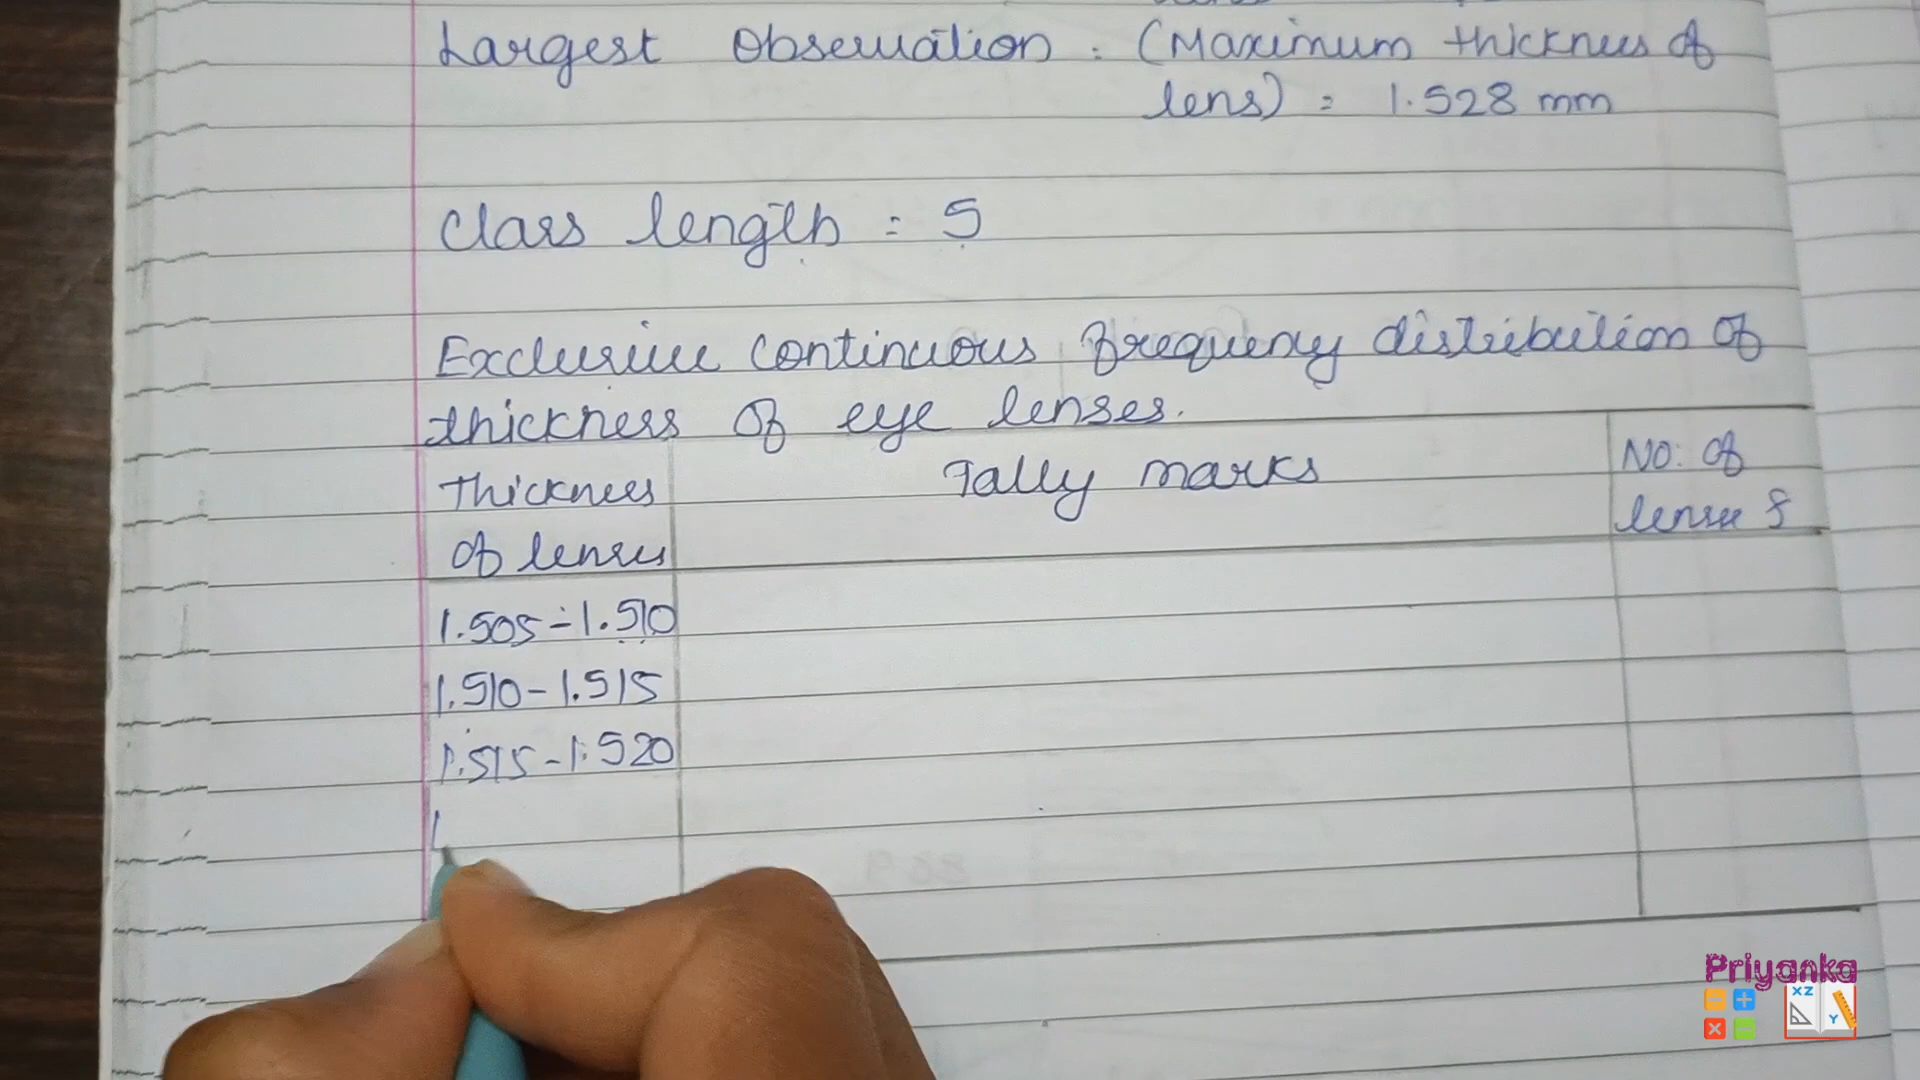 Largest Observation : (Maximum thickness of
lens) = 1.528 mm
Class length = 5
Exclusive continuous frequency distribution of
thickness of eye lenses.
Thickness
of lenses
Tally marks
No: of
lenses f
1.505-1.510
1.510-1.515
1.515-1.520
1
Priyanka
XZ
Y